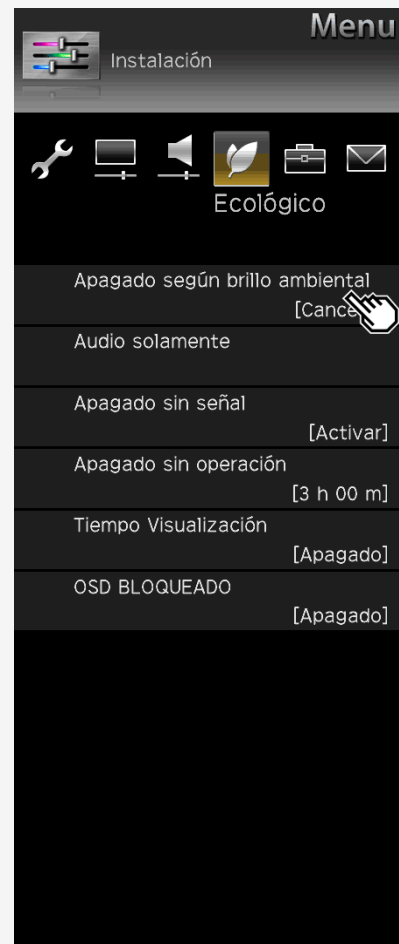 Menu
Instalación
Ecológico
Apagado según brillo ambiental
Audio solamente
Apagado sin señal
[Activar]
Apagado sin operación
[3 h 00 m]
Tiempo Visualización
[Apagado]
OSD BLOQUEADO
[Apagado]